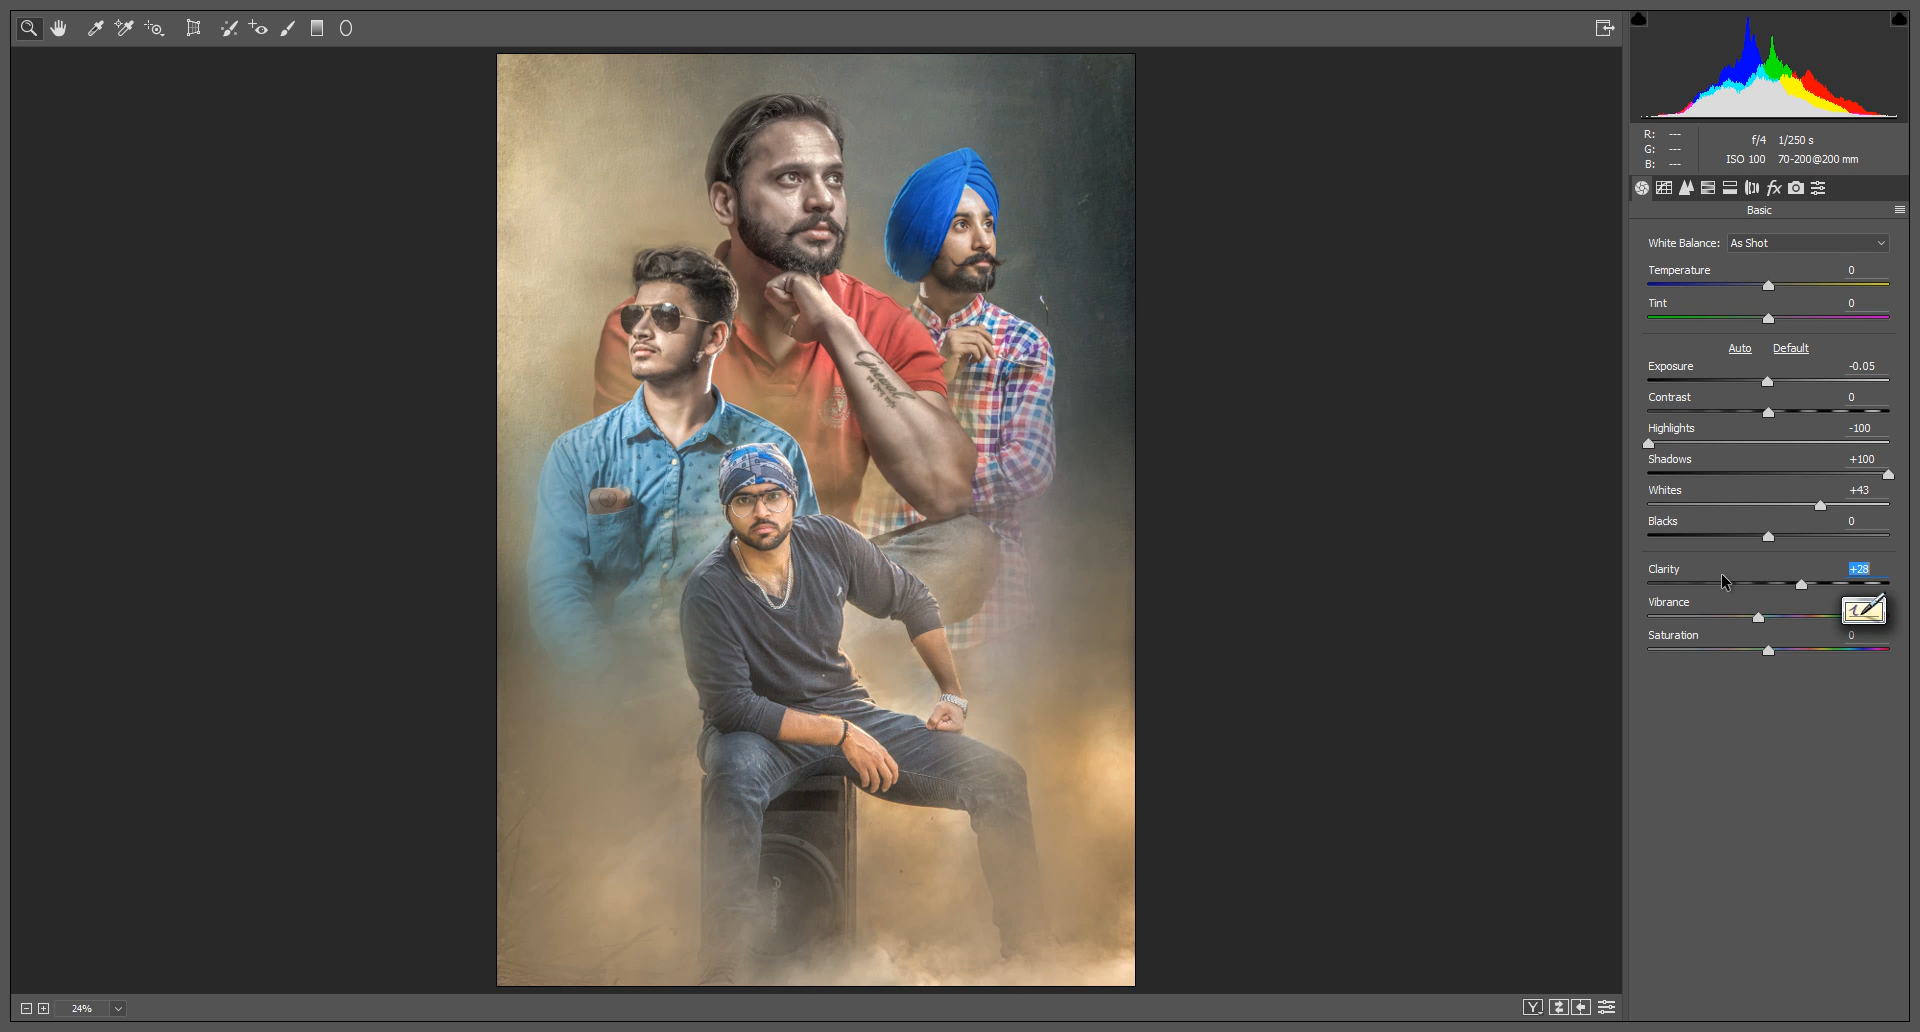 R: ---
G: ---
B: ---
f/4 1/250 s
ISO 100 70-200@200 mm
Basic
White Balance: As Shot
Temperature 0
Tint 0
Auto Default
Exposure -0.05
Contrast 0
Highlights -100
Shadows +100
Whites +43
Blacks 0
Clarity +28
Vibrance
Saturation 0
24%
Y